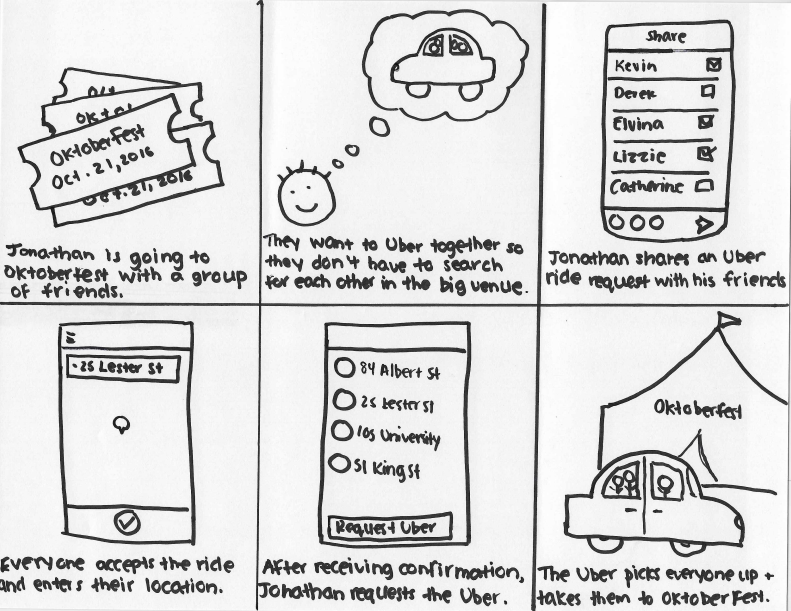 Oct
Oktob
Oktoberfest
Oct. 21, 2016
Oct. 21, 2016
Jonathan is going to
Oktoberfest with a group
of friends.
They want to Uber together so
they don't have to search
for each other in the big venue.
Share
Kevin
Derek
Elvina
Lizzie
Catherine
Jonathan shares an Uber
ride request with his friends
25 Lester St
Everyone accepts the ride
and enters their location.
84 Albert St
25 Lester St
105 University
51 King St
Request Uber
After receiving confirmation,
Jonathan requests the Uber.
Oktoberfest
The Uber picks everyone up +
takes them to Oktoberfest.